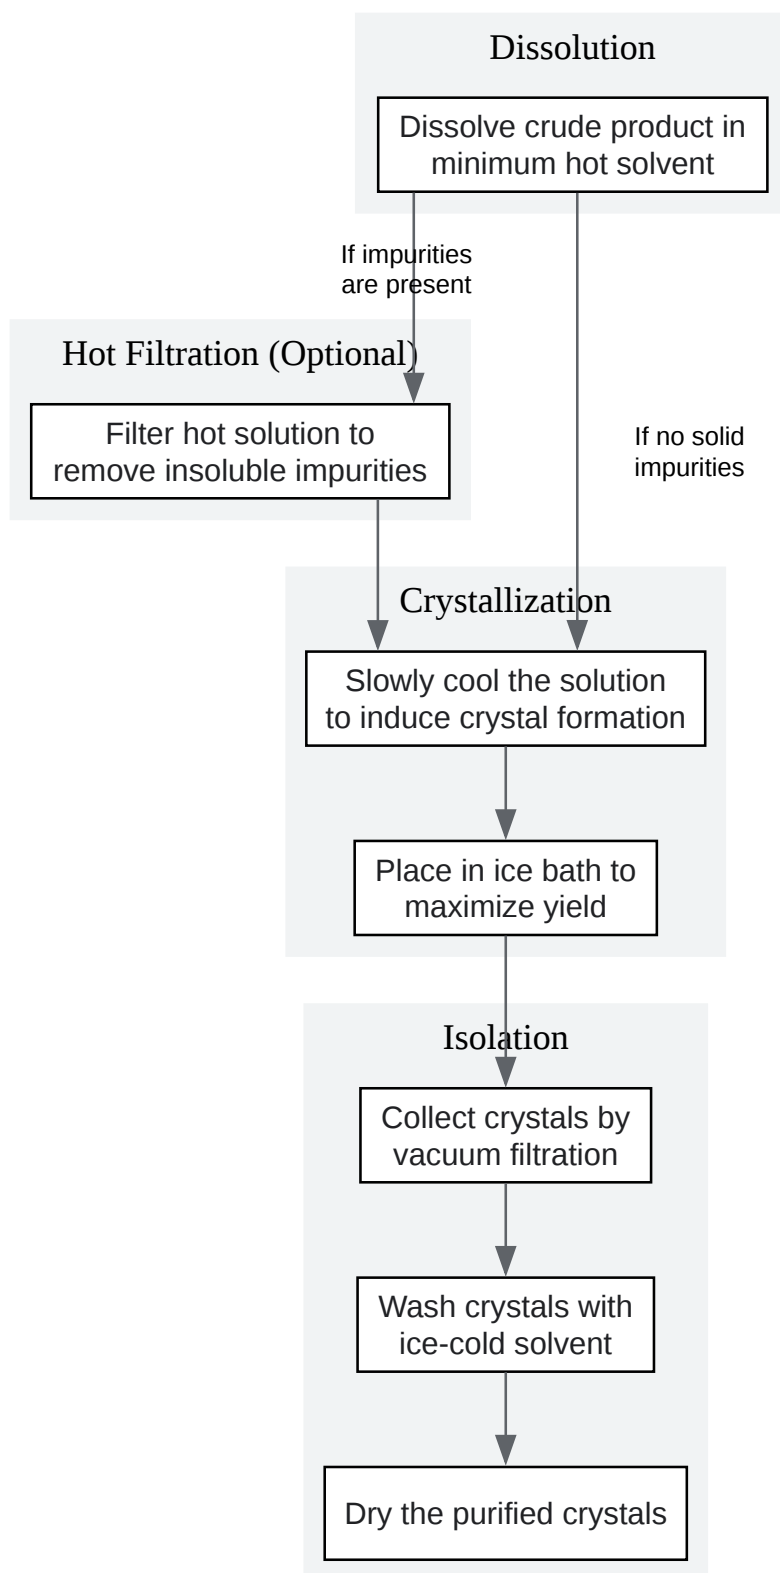 Dissolution
Dissolve crude product in
minimum hot solvent
If impurities
are present
Hot Filtration (Optional)
Filter hot solution to
remove insoluble impurities
If no solid
impurities
Crystallization
Slowly cool the solution
to induce crystal formation
Place in ice bath to
maximize yield
Isolation
Collect crystals by
vacuum filtration
Wash crystals with
ice-cold solvent
Dry the purified crystals